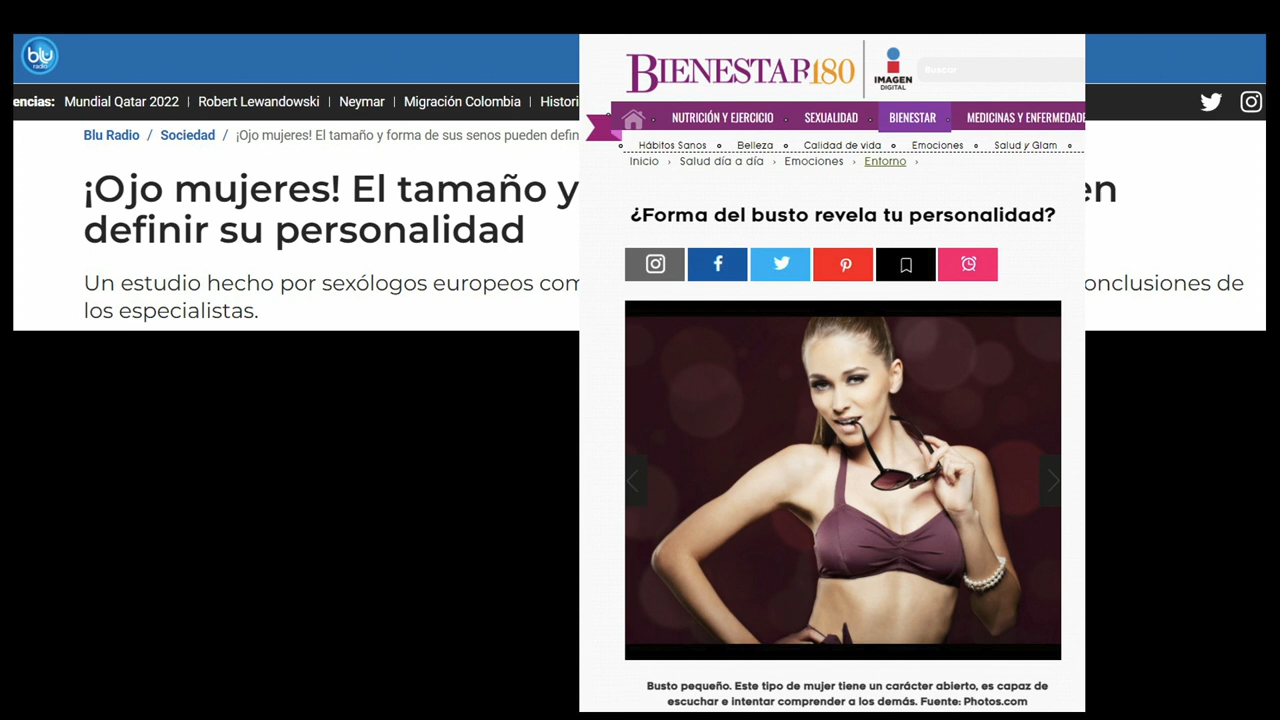 blu
radio
encias: Mundial Qatar 2022 | Robert Lewandowski | Neymar | Migración Colombia | Histori
Blu Radio / Sociedad / ¡Ojo mujeres! El tamaño y forma de sus senos pueden defin
¡Ojo mujeres! El tamaño y
en
definir su personalidad
Un estudio hecho por sexólogos europeos com
onclusiones de
los especialistas.
BIENESTAR180
IMAGEN
DIGITAL
Buscar
NUTRICIÓN Y EJERCICIO SEXUALIDAD BIENESTAR MEDICINAS Y ENFERMEDADE
Hábitos Sanos Belleza Calidad de vida Emociones Salud y Glam
Inicio › Salud día a día › Emociones › Entorno ›
¿Forma del busto revela tu personalidad?
Busto pequeño. Este tipo de mujer tiene un carácter abierto, es capaz de
escuchar e intentar comprender a los demás. Fuente: Photos.com